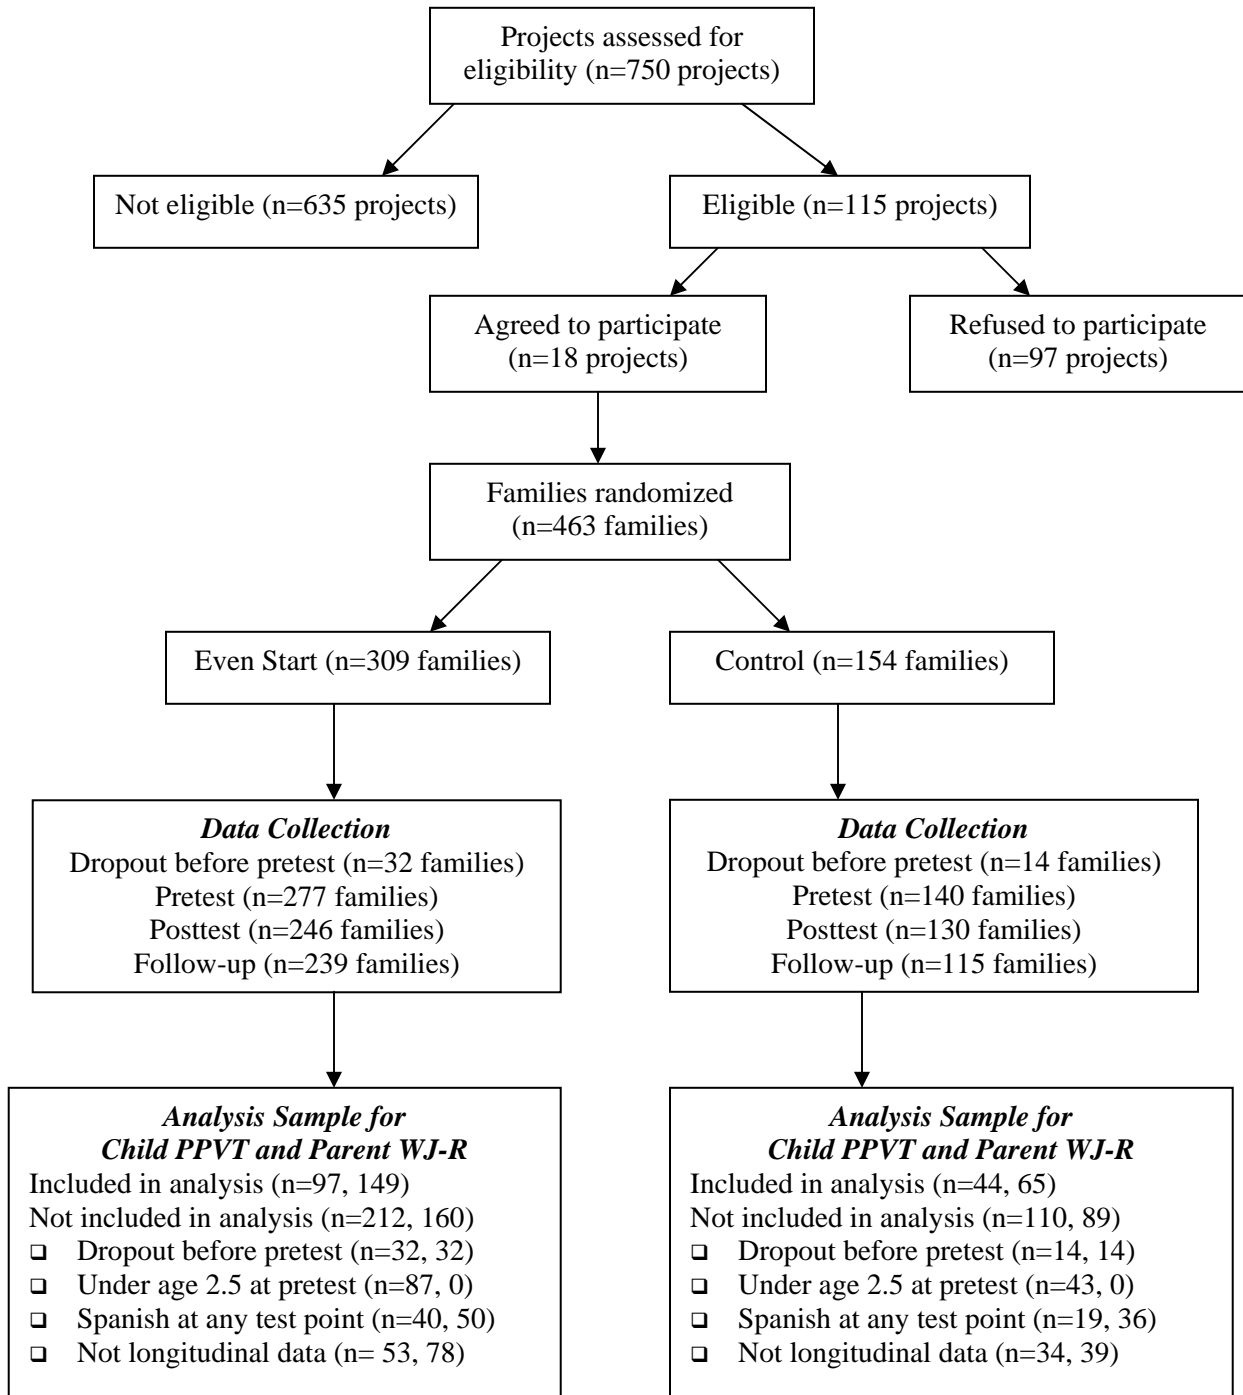 Projects assessed for
eligibility (n=750 projects)
Not eligible (n=635 projects)
Eligible (n=115 projects)
Agreed to participate
(n=18 projects)
Refused to participate
(n=97 projects)
Families randomized
(n=463 families)
Even Start (n=309 families)
Control (n=154 families)
Data Collection
Dropout before pretest (n=32 families)
Pretest (n=277 families)
Posttest (n=246 families)
Follow-up (n=239 families)
Data Collection
Dropout before pretest (n=14 families)
Pretest (n=140 families)
Posttest (n=130 families)
Follow-up (n=115 families)
Analysis Sample for
Child PPVT and Parent WJ-R
Included in analysis (n=97, 149)
Not included in analysis (n=212, 160)
❑ Dropout before pretest (n=32, 32)
❑ Under age 2.5 at pretest (n=87, 0)
❑ Spanish at any test point (n=40, 50)
❑ Not longitudinal data (n= 53, 78)
Analysis Sample for
Child PPVT and Parent WJ-R
Included in analysis (n=44, 65)
Not included in analysis (n=110, 89)
❑ Dropout before pretest (n=14, 14)
❑ Under age 2.5 at pretest (n=43, 0)
❑ Spanish at any test point (n=19, 36)
❑ Not longitudinal data (n=34, 39)